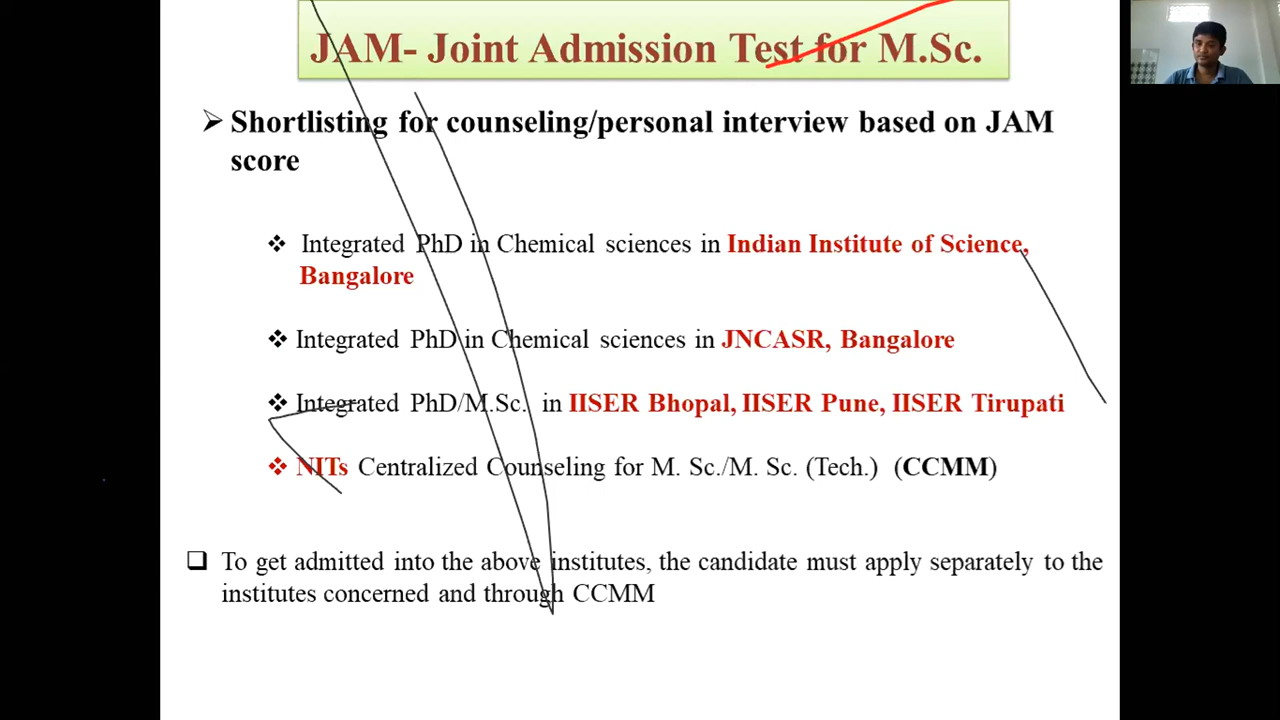 JAM- Joint Admission Test for M.Sc.
➢ Shortlisting for counseling/personal interview based on JAM
score
❖ Integrated PhD in Chemical sciences in Indian Institute of Science,
Bangalore
❖ Integrated PhD in Chemical sciences in JNCASR, Bangalore
❖ Integrated PhD/M.Sc. in IISER Bhopal, IISER Pune, IISER Tirupati
❖ NITs Centralized Counseling for M. Sc./M. Sc. (Tech.) (CCMM)
❑ To get admitted into the above institutes, the candidate must apply separately to the
institutes concerned and through CCMM